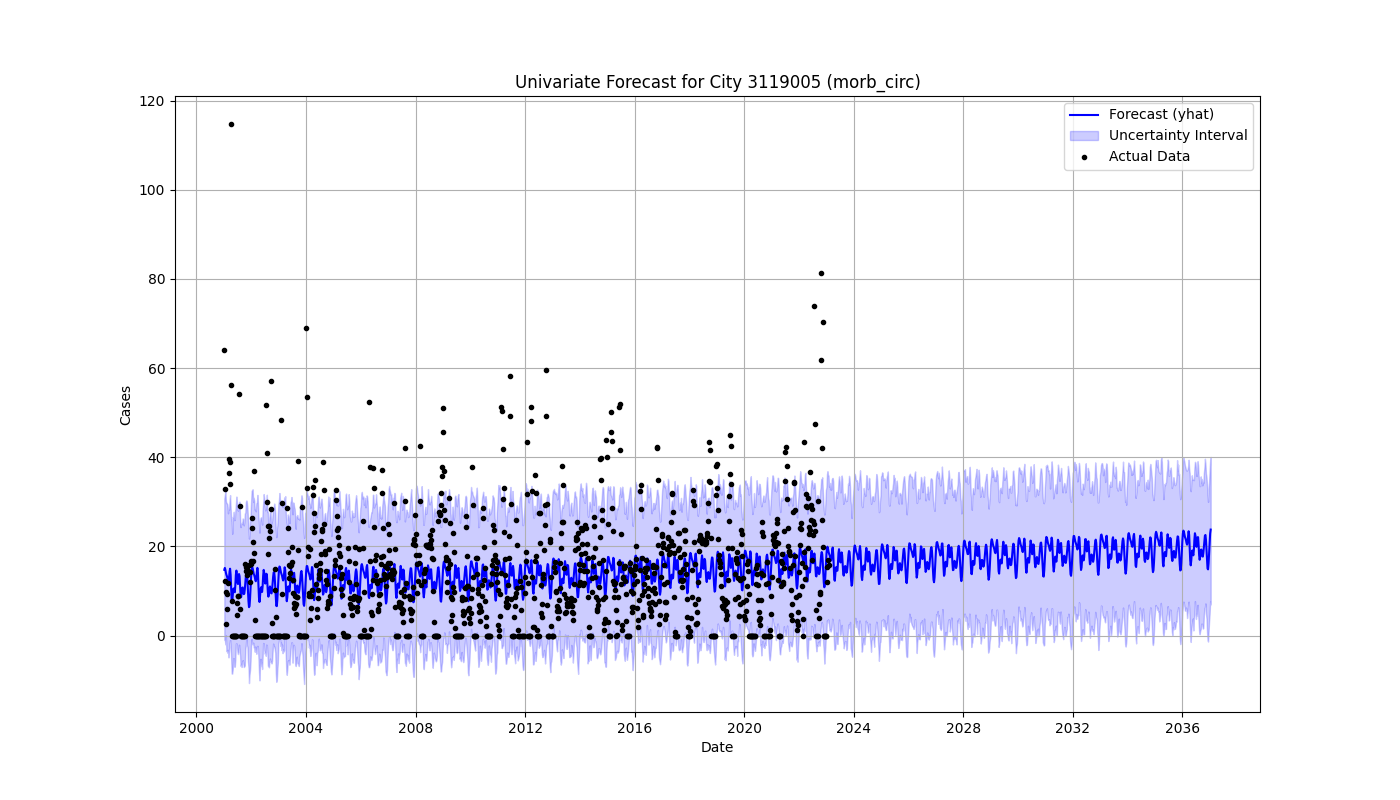 Univariate Forecast for City 3119005 (morb_circ)
120
100
80
60
40
20
0
Cases
Forecast (yhat)
Uncertainty Interval
Actual Data
2000 2004 2008 2012 2016 2020 2024 2028 2032 2036
Date